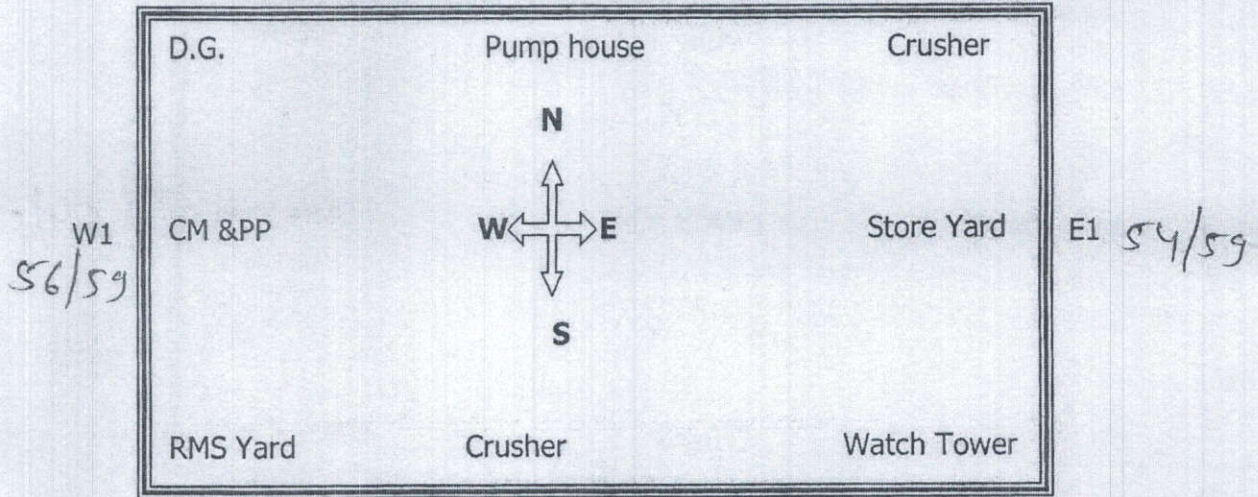 D.G. Pump house Crusher
N
W1 CM &PP W E Store Yard E1 54/59
56/59
S
RMS Yard Crusher Watch Tower